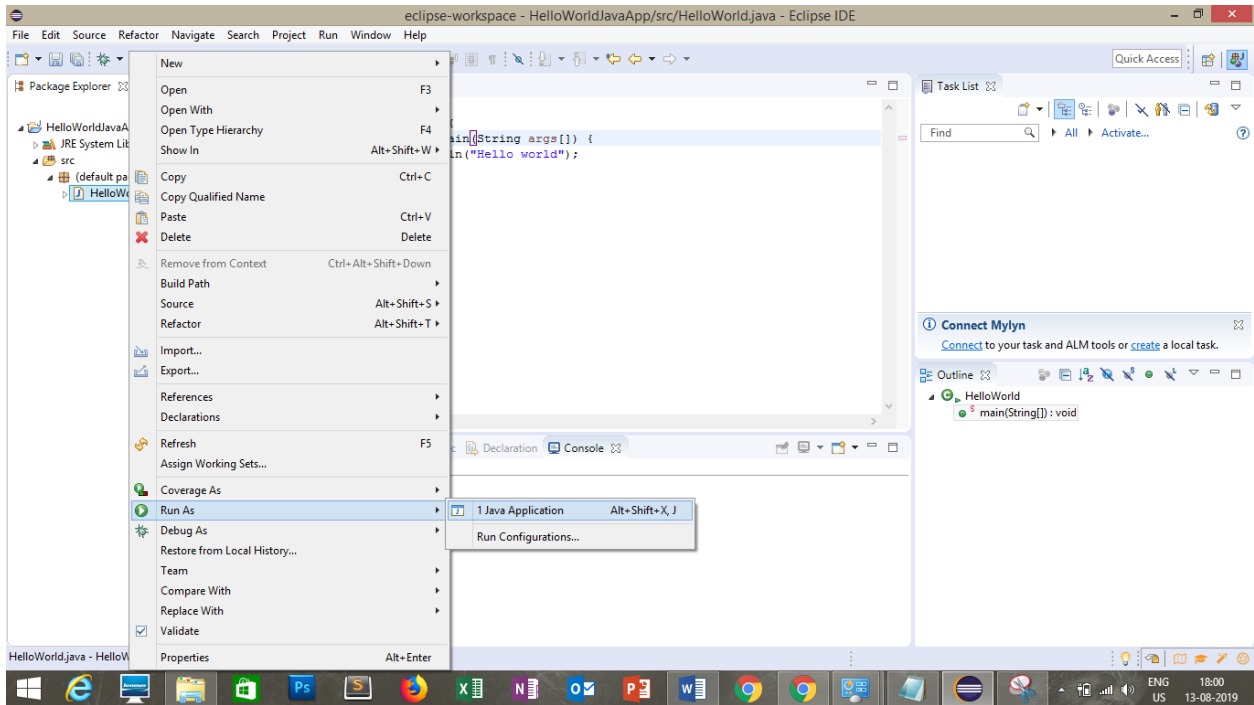 eclipse-workspace - HelloWorldJavaApp/src/HelloWorld.java - Eclipse IDE
File Edit Source Refactor Navigate Search Project Run Window Help
Quick Access
Package Explorer
HelloWorldJavaA
JRE System Lib
src
(default pa
HelloWo
New
Open F3
Open With
Open Type Hierarchy F4
Show In Alt+Shift+W
Copy Ctrl+C
Copy Qualified Name
Paste Ctrl+V
Delete Delete
Remove from Context Ctrl+Alt+Shift+Down
Build Path
Source Alt+Shift+S
Refactor Alt+Shift+T
Import...
Export...
References
Declarations
Refresh F5
Assign Working Sets...
Coverage As
Run As
Debug As
Restore from Local History...
Team
Compare With
Replace With
Validate
Properties Alt+Enter
1 Java Application Alt+Shift+X, J
Run Configurations...
{
ain(String args[]) {
ln("Hello world");
c Declaration Console
Task List
Find All Activate...
Connect Mylyn
Connect to your task and ALM tools or create a local task.
Outline
HelloWorld
main(String[]) : void
HelloWorld.java - HelloW
lenovo
Ps
S
ENG 18:00
US 13-08-2019